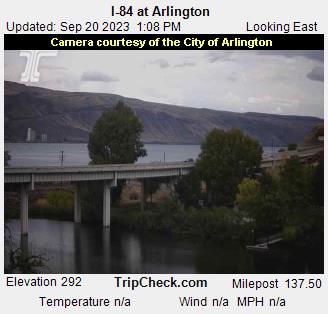 I-84 at Arlington
Updated: Sep 20 2023 1:08 PM Looking East
Camera courtesy of the City of Arlington
Elevation 292 TripCheck.com Milepost 137.50
Temperature n/a Wind n/a MPH n/a